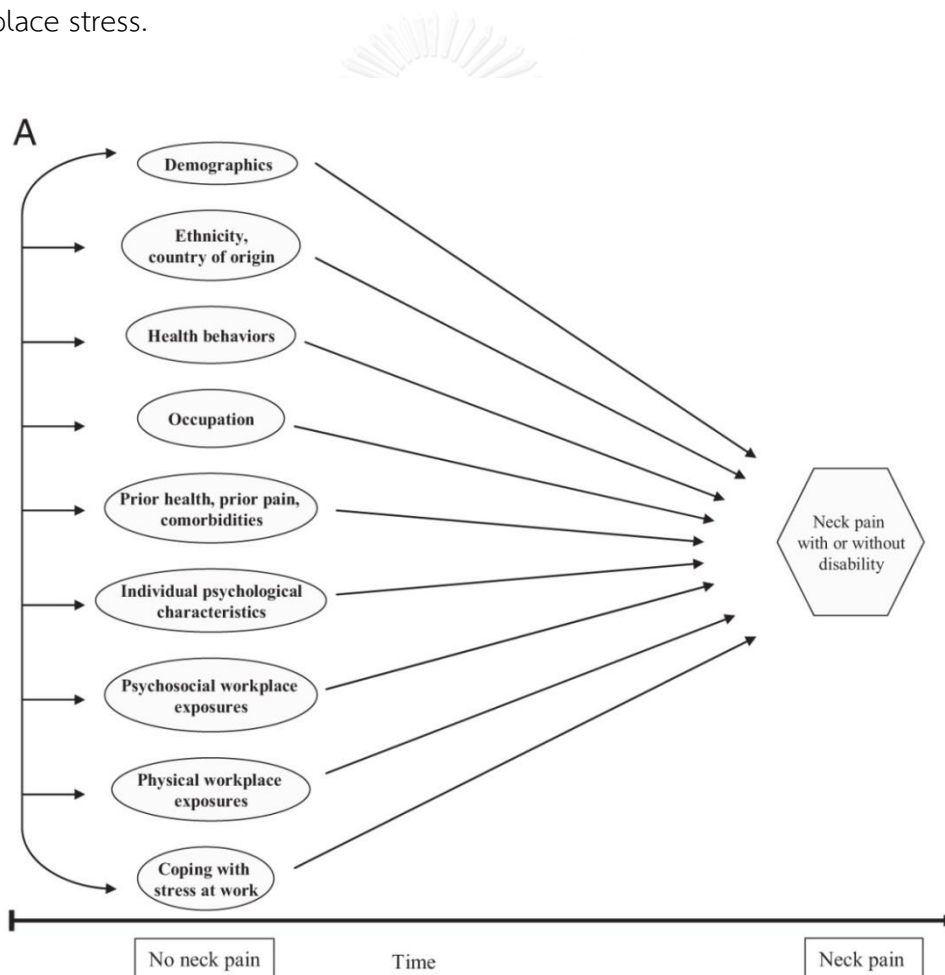 place stress.
A
Demographics
Ethnicity,
country of origin
Health behaviors
Occupation
Prior health, prior pain,
comorbidities
Individual psychological
characteristics
Psychosocial workplace
exposures
Physical workplace
exposures
Coping with
stress at work
Neck pain
with or without
disability
No neck pain
Time
Neck pain